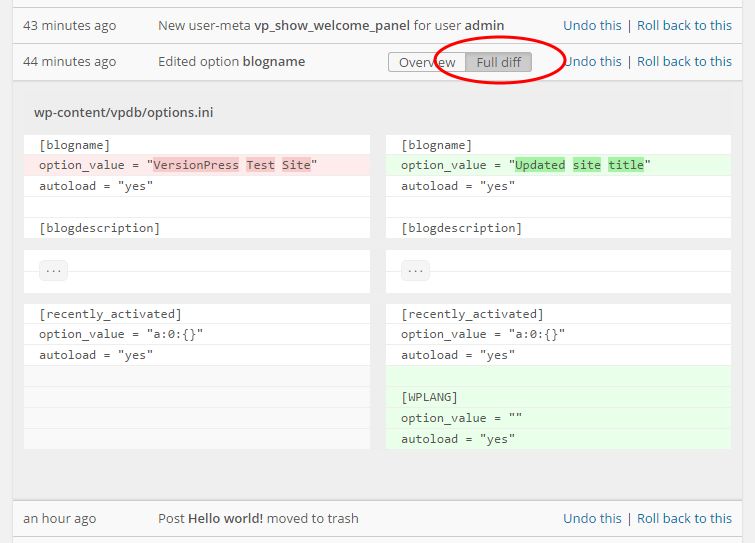 43 minutes ago New user-meta vp_show_welcome_panel for user admin Undo this | Roll back to this
44 minutes ago Edited option blogname Overview Full diff Undo this | Roll back to this
wp-content/vpdb/options.ini
[blogname] [blogname]
option_value = "VersionPress Test Site" option_value = "Updated site title"
autoload = "yes" autoload = "yes"
[blogdescription] [blogdescription]
... ...
[recently_activated] [recently_activated]
option_value = "a:0:{}" option_value = "a:0:{}"
autoload = "yes" autoload = "yes"
[WPLANG]
option_value = ""
autoload = "yes"
an hour ago Post Hello world! moved to trash Undo this | Roll back to this